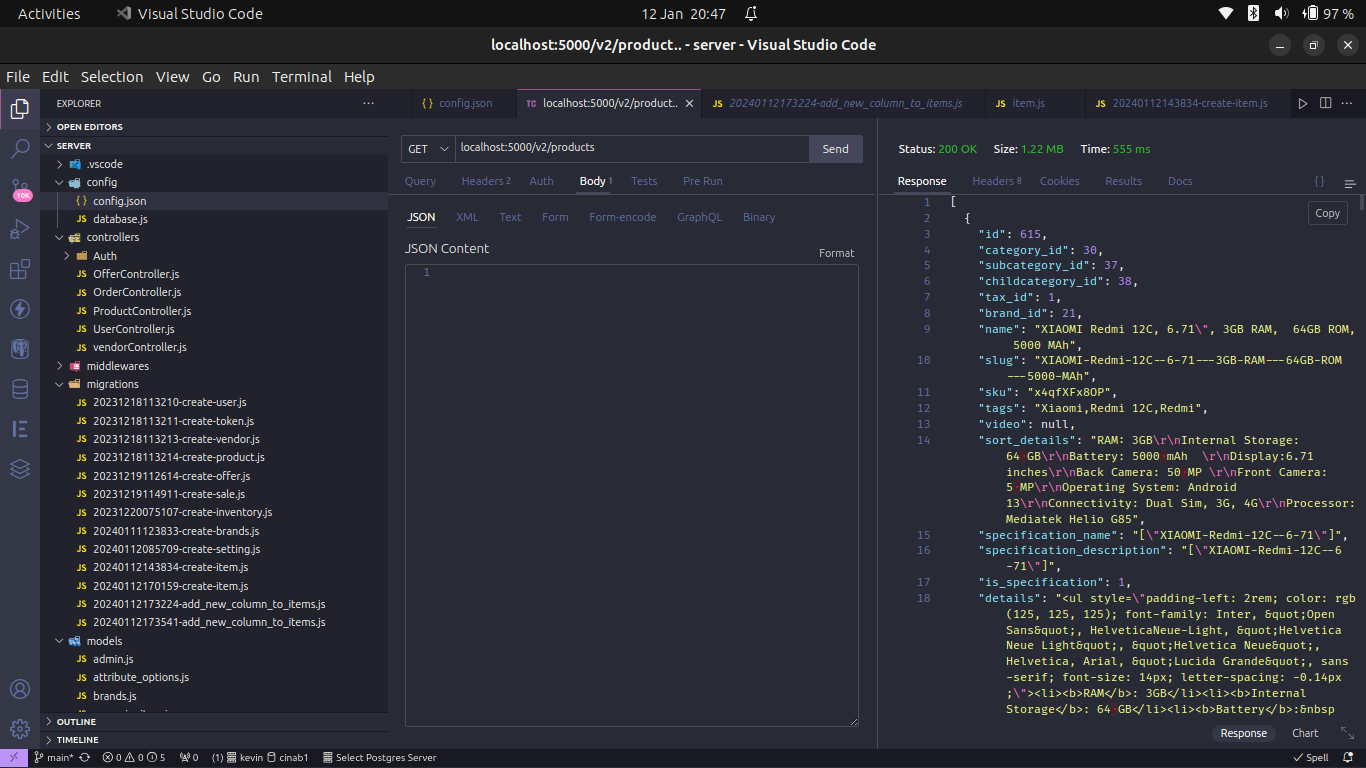 Activities
Visual Studio Code
12 Jan 20:47
97 %
localhost:5000/v2/product.. - server - Visual Studio Code
File Edit Selection View Go Run Terminal Help
EXPLORER
OPEN EDITORS
SERVER
.vscode
config
config.json
database.js
controllers
Auth
OfferController.js
OrderController.js
ProductController.js
UserController.js
vendorController.js
middlewares
migrations
20231218113210-create-user.js
20231218113211-create-token.js
20231218113213-create-vendor.js
20231218113214-create-product.js
20231219112614-create-offer.js
20231219114911-create-sale.js
20231220075107-create-inventory.js
20240111123833-create-brands.js
20240112085709-create-setting.js
20240112143834-create-item.js
20240112170159-create-item.js
20240112173224-add_new_column_to_items.js
20240112173541-add_new_column_to_items.js
models
admin.js
attribute_options.js
brands.js
OUTLINE
TIMELINE
10K
{ } config.json
TC localhost:5000/v2/product..
JS 20240112173224-add_new_column_to_items.js
JS item.js
JS 20240112143834-create-item.js
GET localhost:5000/v2/products Send
Query Headers 2 Auth Body 1 Tests Pre Run
JSON XML Text Form Form-encode GraphQL Binary
JSON Content
Format
1
Status: 200 OK Size: 1.22 MB Time: 555 ms
Response Headers 8 Cookies Results Docs { }
Copy
1 [
2 {
3 "id": 615,
4 "category_id": 30,
5 "subcategory_id": 37,
6 "childcategory_id": 38,
7 "tax_id": 1,
8 "brand_id": 21,
9 "name": "XIAOMI Redmi 12C, 6.71\", 3GB RAM,  64GB ROM,
5000 MAh",
10 "slug": "XIAOMI-Redmi-12C--6-71---3GB-RAM---64GB-ROM
---5000-MAh",
11 "sku": "x4qfXFx8OP",
12 "tags": "Xiaomi,Redmi 12C,Redmi",
13 "video": null,
14 "sort_details": "RAM: 3GB\r\nInternal Storage:
64 GB\r\nBattery: 5000 mAh  \r\nDisplay:6.71
inches\r\nBack Camera: 50 MP \r\nFront Camera:
5 MP\r\nOperating System: Android
13\r\nConnectivity: Dual Sim, 3G, 4G\r\nProcessor:
Mediatek Helio G85",
15 "specification_name": "[\"XIAOMI-Redmi-12C--6-71\"]",
16 "specification_description": "[\"XIAOMI-Redmi-12C--6
-71\"]",
17 "is_specification": 1,
18 "details": "<ul style=\"padding-left: 2rem; color: rgb
(125, 125, 125); font-family: Inter, &quot;Open
Sans&quot;, HelveticaNeue-Light, &quot;Helvetica
Neue Light&quot;, &quot;Helvetica Neue&quot;,
Helvetica, Arial, &quot;Lucida Grande&quot;, sans
-serif; font-size: 14px; letter-spacing: -0.14px
;\"><li><b>RAM</b>: 3GB</li><li><b>Internal
Storage</b>: 64 GB</li><li><b>Battery</b>:&nbsp
Response Chart
main* 0 0 5 0 (1) kevin cinab1 Select Postgres Server
Spell